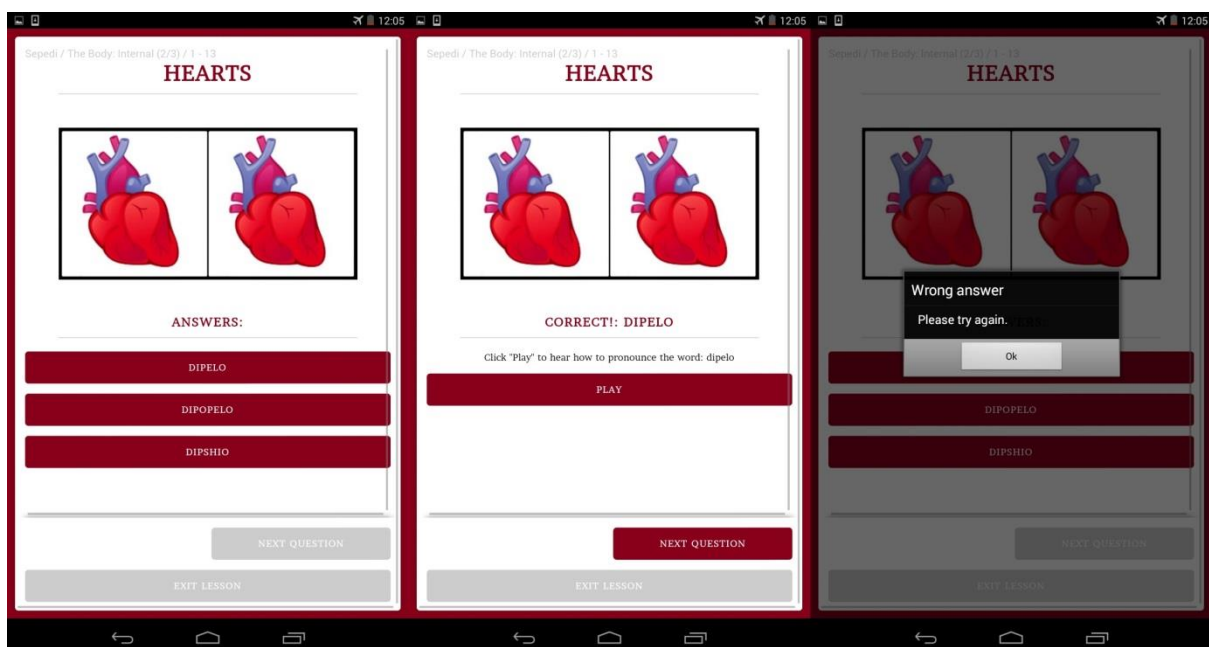 12:05
Sepedi / The Body: Internal (2/3) / 1 - 13
HEARTS
ANSWERS:
DIPELO
DIPOPELO
DIPSHIO
NEXT QUESTION
EXIT LESSON
12:05
Sepedi / The Body: Internal (2/3) / 1 - 13
HEARTS
CORRECT!: DIPELO
Click "Play" to hear how to pronounce the word: dipelo
PLAY
NEXT QUESTION
EXIT LESSON
12:05
Sepedi / The Body: Internal (2/3) / 1 - 13
HEARTS
Wrong answer
Please try again.
Ok
DIPOPELO
DIPSHIO
NEXT QUESTION
EXIT LESSON